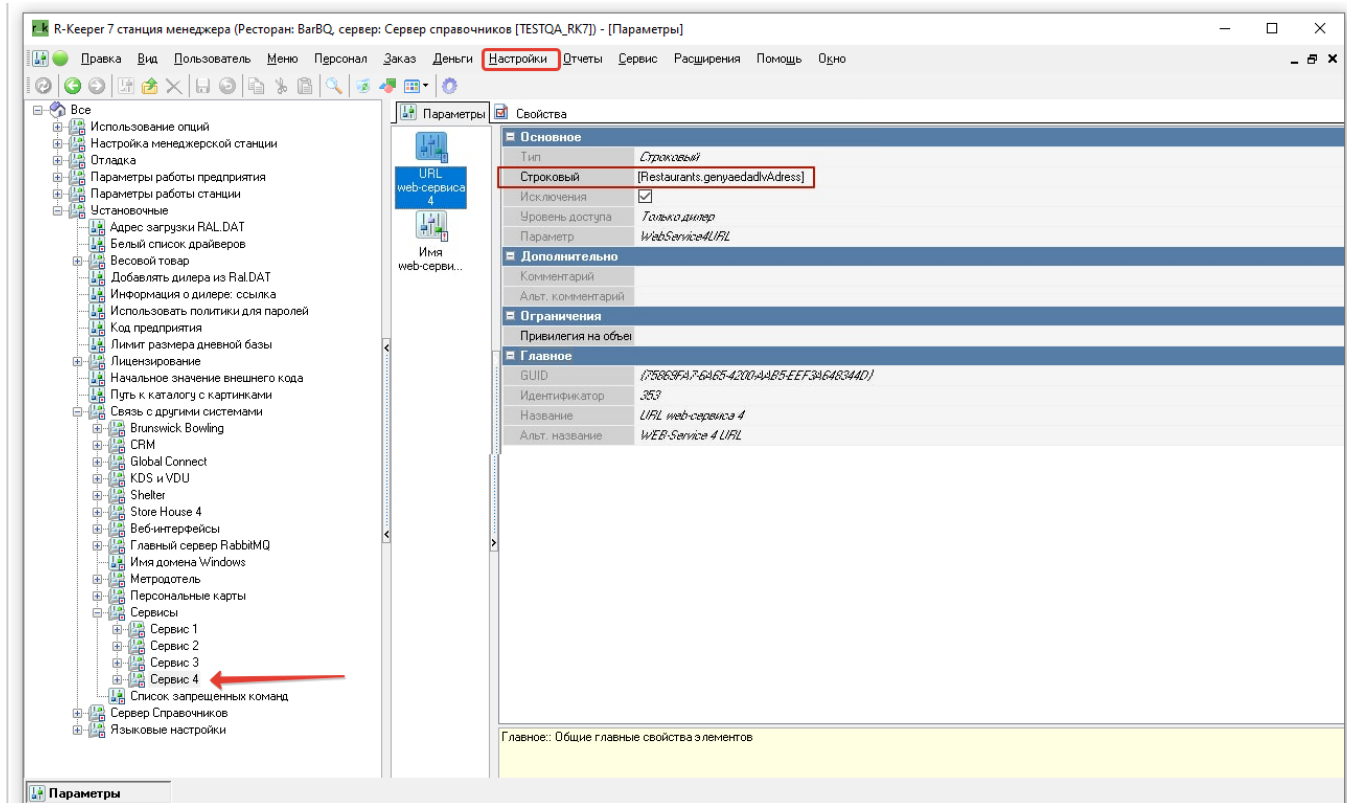 R-Keeper 7 станция менеджера (Ресторан: BarBQ, сервер: Сервер справочников [TESTQA_RK7]) - [Параметры]
Правка Вид Пользователь Меню Персонал Заказ Деньги Настройки Отчеты Сервис Расширения Помощь Окно
Все
Использование опций
Настройка менеджерской станции
Отладка
Параметры работы предприятия
Параметры работы станции
Установочные
Адрес загрузки RAL.DAT
Белый список драйверов
Весовой товар
Добавлять дилера из Ral.DAT
Информация о дилере: ссылка
Использовать политики для паролей
Код предприятия
Лимит размера дневной базы
Лицензирование
Начальное значение внешнего кода
Путь к каталогу с картинками
Связь с другими системами
Brunswick Bowling
CRM
Global Connect
KDS и VDU
Shelter
Store House 4
Веб-интерфейсы
Главный сервер RabbitMQ
Имя домена Windows
Метродотель
Персональные карты
Сервисы
Сервис 1
Сервис 2
Сервис 3
Сервис 4
Список запрещенных команд
Сервер Справочников
Языковые настройки
Параметры
URL
web-сервиса
4
Имя
web-серви...
Свойства
Основное
Тип Строковый
Строковый [Restaurants.genyaedadlvAdress]
Исключения
Уровень доступа Только дилер
Параметр WebService4URL
Дополнительно
Комментарий
Альт. комментарий
Ограничения
Привилегия на объек
Главное
GUID {75869FA7-6A65-4200-AAB5-EEF3A648344D}
Идентификатор 353
Название URL web-сервиса 4
Альт. название WEB-Service 4 URL
Главное:: Общие главные свойства элементов
Параметры